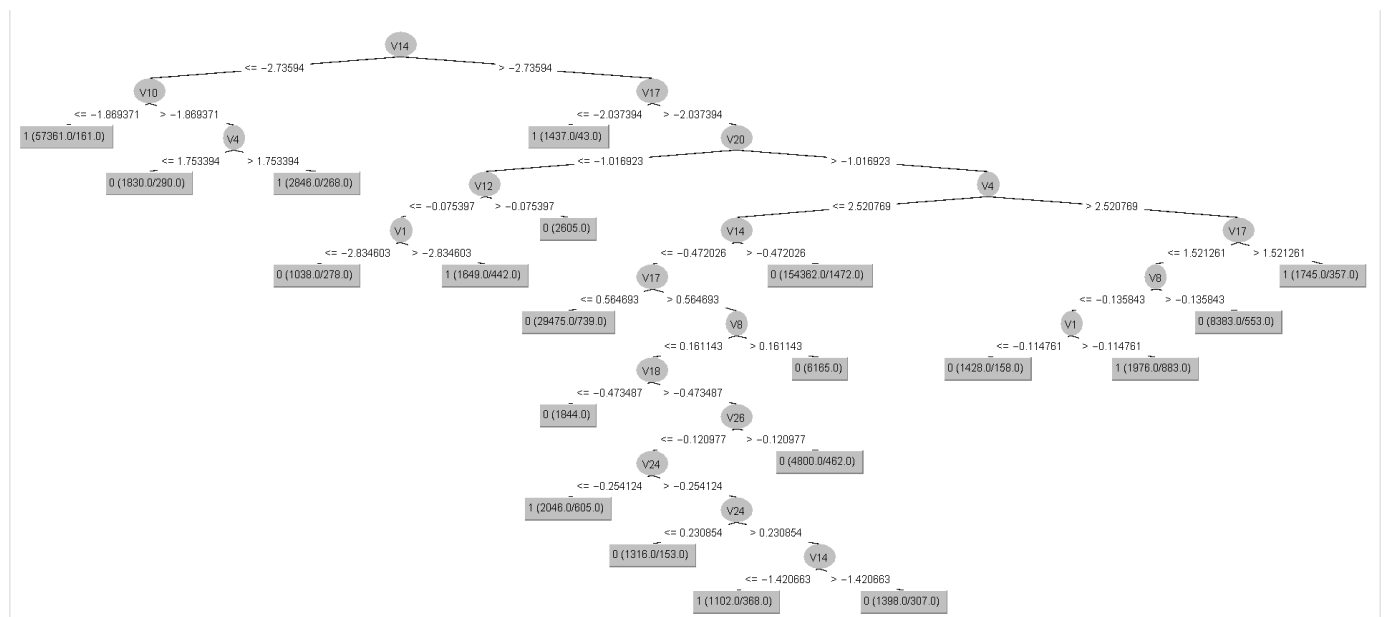 V14
<= −2.73594 > −2.73594
V10 V17
<= −1.869371 > −1.869371 <= −2.037394 > −2.037394
1 (57361.0/161.0) V4 1 (1437.0/43.0) V20
<= 1.753394 > 1.753394 <= −1.016923 > −1.016923
0 (1830.0/290.0) 1 (2846.0/268.0) V12 V4
<= −0.075397 > −0.075397 <= 2.520769 > 2.520769
V1 0 (2605.0) V14 V17
<= −2.834603 > −2.834603 <= −0.472026 > −0.472026 <= 1.521261 > 1.521261
0 (1038.0/278.0) 1 (1649.0/442.0) V17 0 (154362.0/1472.0) V8 1 (1745.0/357.0)
<= 0.564693 > 0.564693 <= −0.135843 > −0.135843
0 (29475.0/739.0) V8 V1 0 (8383.0/553.0)
<= 0.161143 > 0.161143 <= −0.114761 > −0.114761
V18 0 (6165.0) 0 (1428.0/158.0) 1 (1976.0/883.0)
<= −0.473487 > −0.473487
0 (1844.0) V26
<= −0.120977 > −0.120977
V24 0 (4800.0/462.0)
<= −0.254124 > −0.254124
1 (2046.0/605.0) V24
<= 0.230854 > 0.230854
0 (1316.0/153.0) V14
<= −1.420663 > −1.420663
1 (1102.0/368.0) 0 (1398.0/307.0)